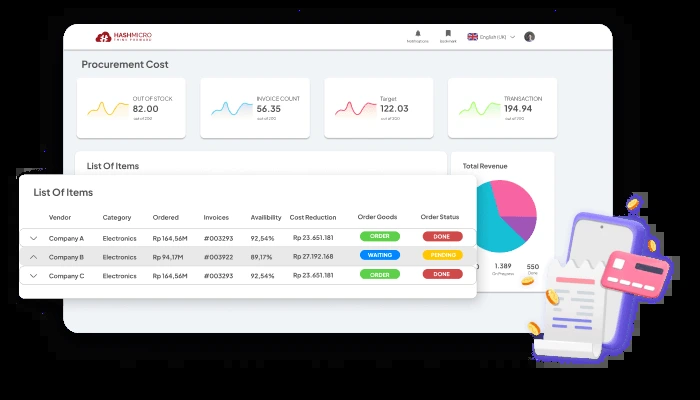 HASHMICRO
THINK FORWARD
Notifications
Bookmark
English (UK)
Procurement Cost
OUT OF STOCK
82.00
out of 200
INVOICE COUNT
56.35
out of 200
Target
122.03
out of 200
TRANSACTION
194.94
out of 200
List Of Items
Total Revenue
List Of Items
Vendor Category Ordered Invoices Availibility Cost Reduction Order Goods Order Status
Company A Electronics Rp 164,56M #003293 92,54% Rp 23.651.181 ORDER DONE
Company B Electronics Rp 94,17M #003922 89,17% Rp 27.192.168 WAITING PENDING
Company C Electronics Rp 164,56M #003293 92,54% Rp 23.651.181 ORDER DONE
0 1.389 550
On Progress Done